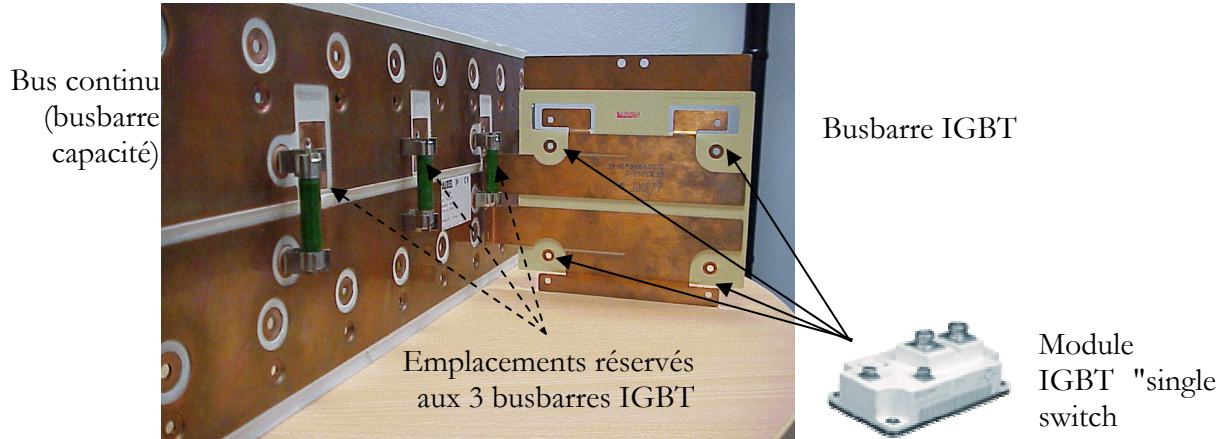 Bus continu
(busbarre
capacité)
Busbarre IGBT
Emplacements réservés
aux 3 busbarres IGBT
Module
IGBT "single
switch